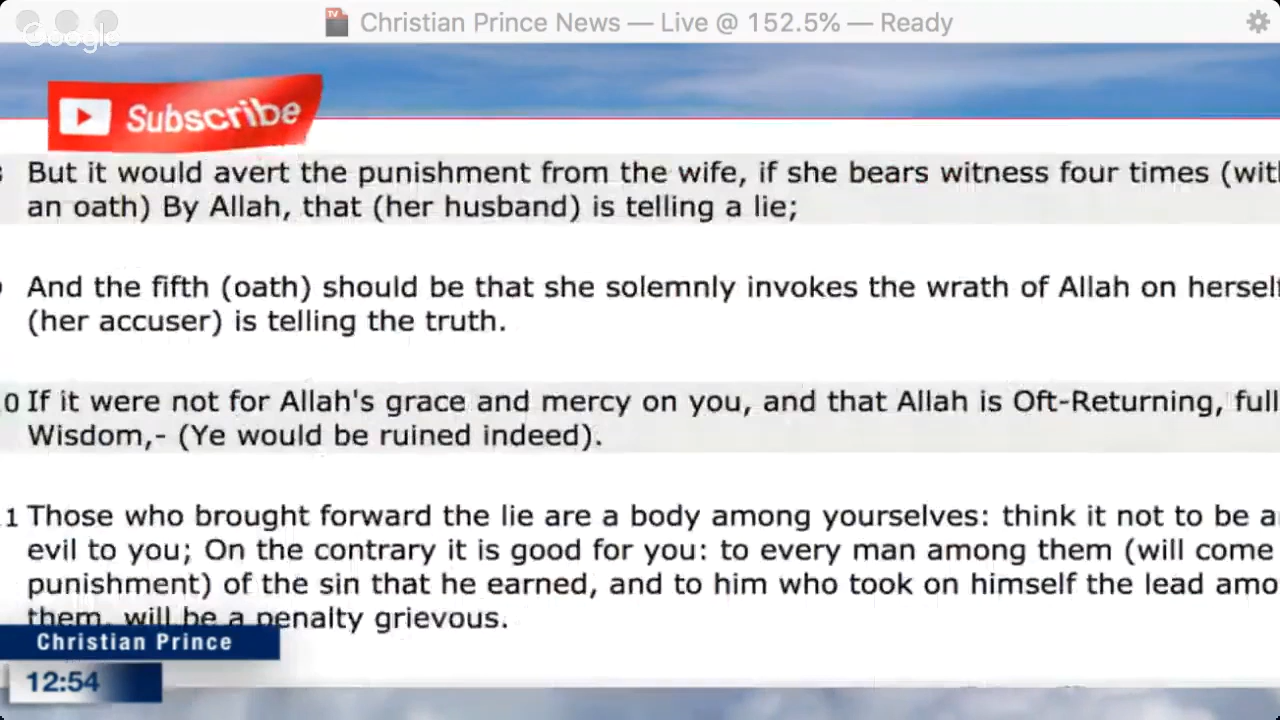 Christian Prince News — Live @ 152.5% — Ready
Google
Subscribe
But it would avert the punishment from the wife, if she bears witness four times (wit
an oath) By Allah, that (her husband) is telling a lie;
And the fifth (oath) should be that she solemnly invokes the wrath of Allah on hersel
(her accuser) is telling the truth.
0 If it were not for Allah's grace and mercy on you, and that Allah is Oft-Returning, full
Wisdom,- (Ye would be ruined indeed).
1 Those who brought forward the lie are a body among yourselves: think it not to be a
evil to you; On the contrary it is good for you: to every man among them (will come
punishment) of the sin that he earned, and to him who took on himself the lead amo
them, will be a penalty grievous.
Christian Prince
12:54